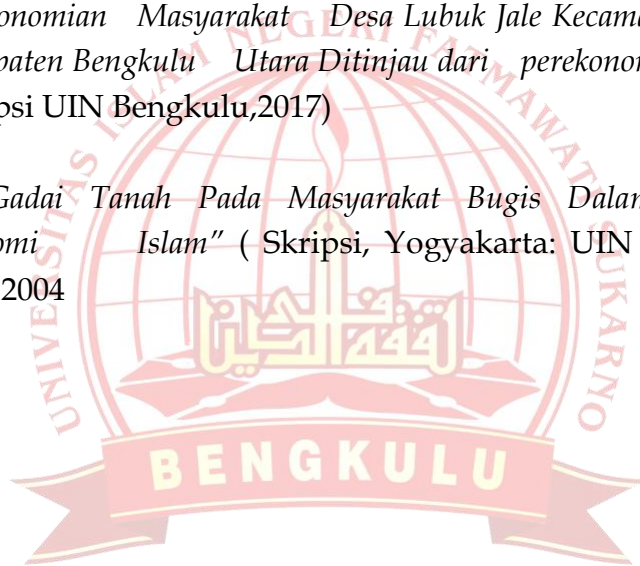 onomian Masyarakat Desa Lubuk Jale Kecama
paten Bengkulu Utara Ditinjau dari perekonom
psi UIN Bengkulu,2017)
Gadai Tanah Pada Masyarakat Bugis Dalam
omi Islam" ( Skripsi, Yogyakarta: UIN
2004
UNIVERSITAS ISLAM NEGERI FATMAWATI SUKARNO
BENGKULU